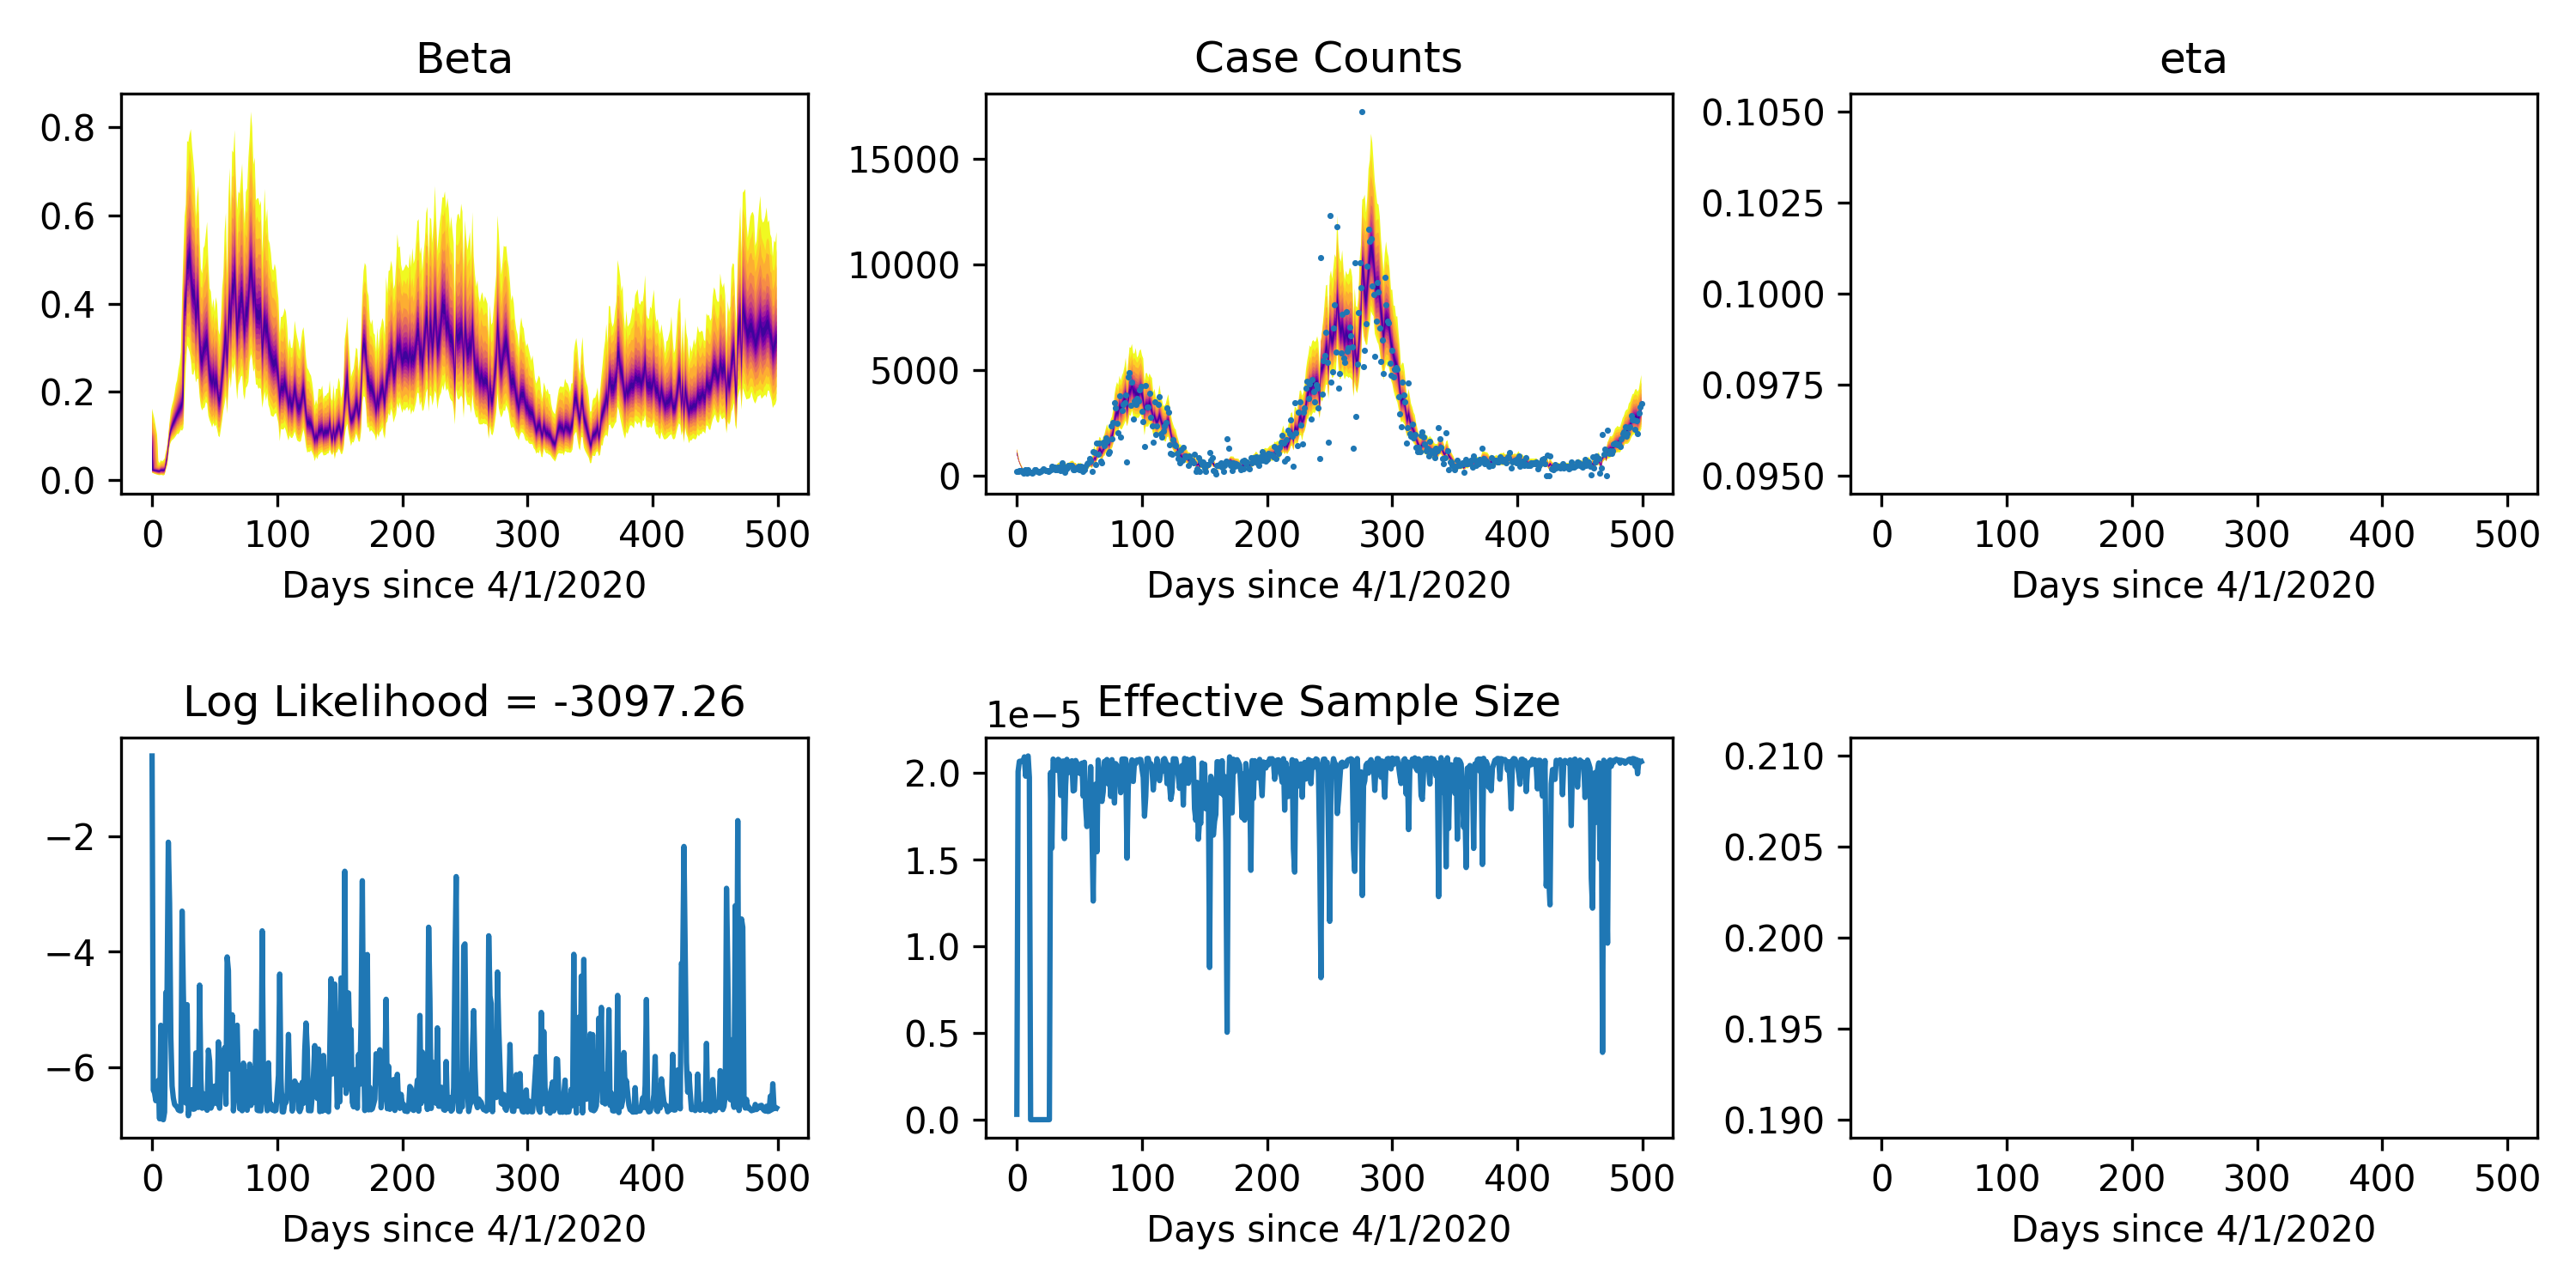 Beta
0.8
0.6
0.4
0.2
0.0
0 100 200 300 400 500
Days since 4/1/2020
Case Counts
15000
10000
5000
0
0 100 200 300 400 500
Days since 4/1/2020
eta
0.1050
0.1025
0.1000
0.0975
0.0950
0 100 200 300 400 500
Days since 4/1/2020
Log Likelihood = -3097.26
−2
−4
−6
0 100 200 300 400 500
Days since 4/1/2020
Effective Sample Size
1e−5
2.0
1.5
1.0
0.5
0.0
0 100 200 300 400 500
Days since 4/1/2020
0.210
0.205
0.200
0.195
0.190
0 100 200 300 400 500
Days since 4/1/2020